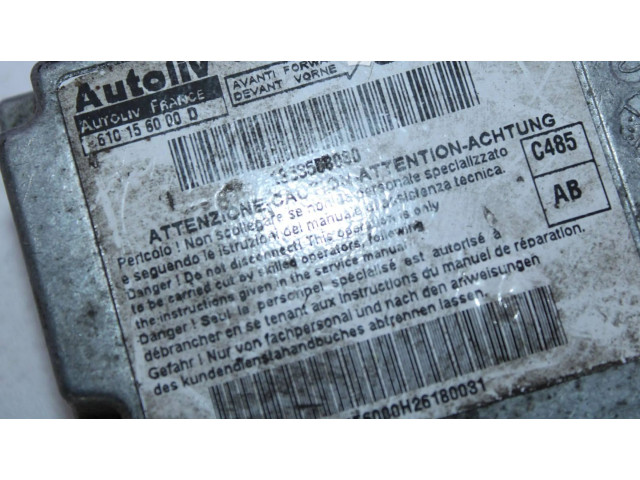 Autoliv
AUTOLIV FRANCE
610 15 60 00 D
AVANTI FORWA
DEVANT VORNE
C485
AB
ATTENZIONE-CAUTION-ATTENTION-ACHTUNG
Pericolo ! Non scollegare se non da personale specializzato
e seguendo le istruzioni del manuale di assistenza tecnica.
Danger ! Do not disconnect! This operation is only
to be carried out by skilled operators, following
the instructions given in the service manual
Danger ! Seul le personnel spécialisé est autorisé à
débrancher en se tenant aux instructions du manuel de réparation.
Gefahr ! Nur von fachpersonal und nach den anweisungen
des kundendiensthandbuches abtrennen lassen
5000H26180031